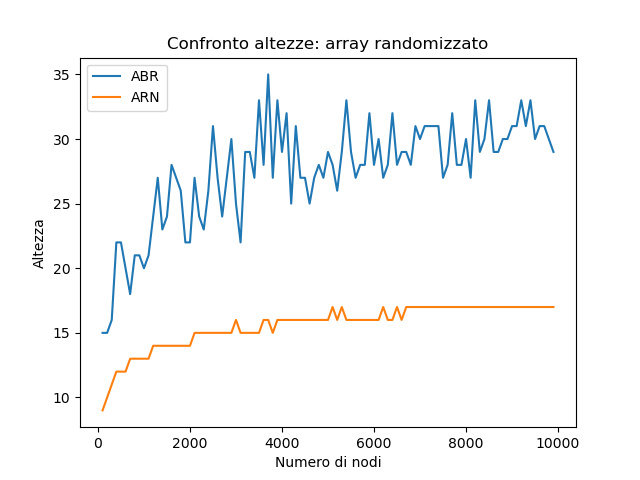 Confronto altezze: array randomizzato
ABR
ARN
35
30
25
20
15
10
Altezza
0 2000 4000 6000 8000 10000
Numero di nodi